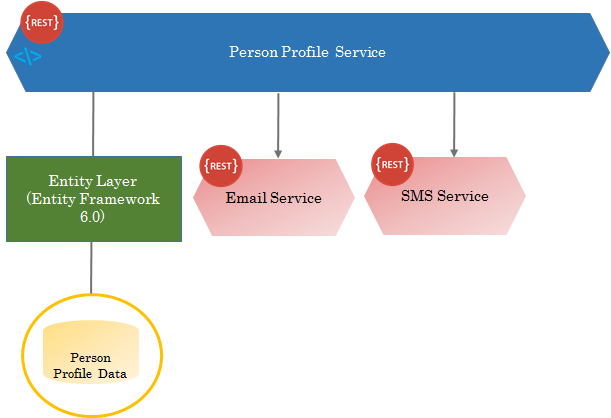 {REST}
</>
Person Profile Service
Entity Layer
(Entity Framework
6.0)
{REST}
Email Service
{REST}
SMS Service
Person
Profile Data